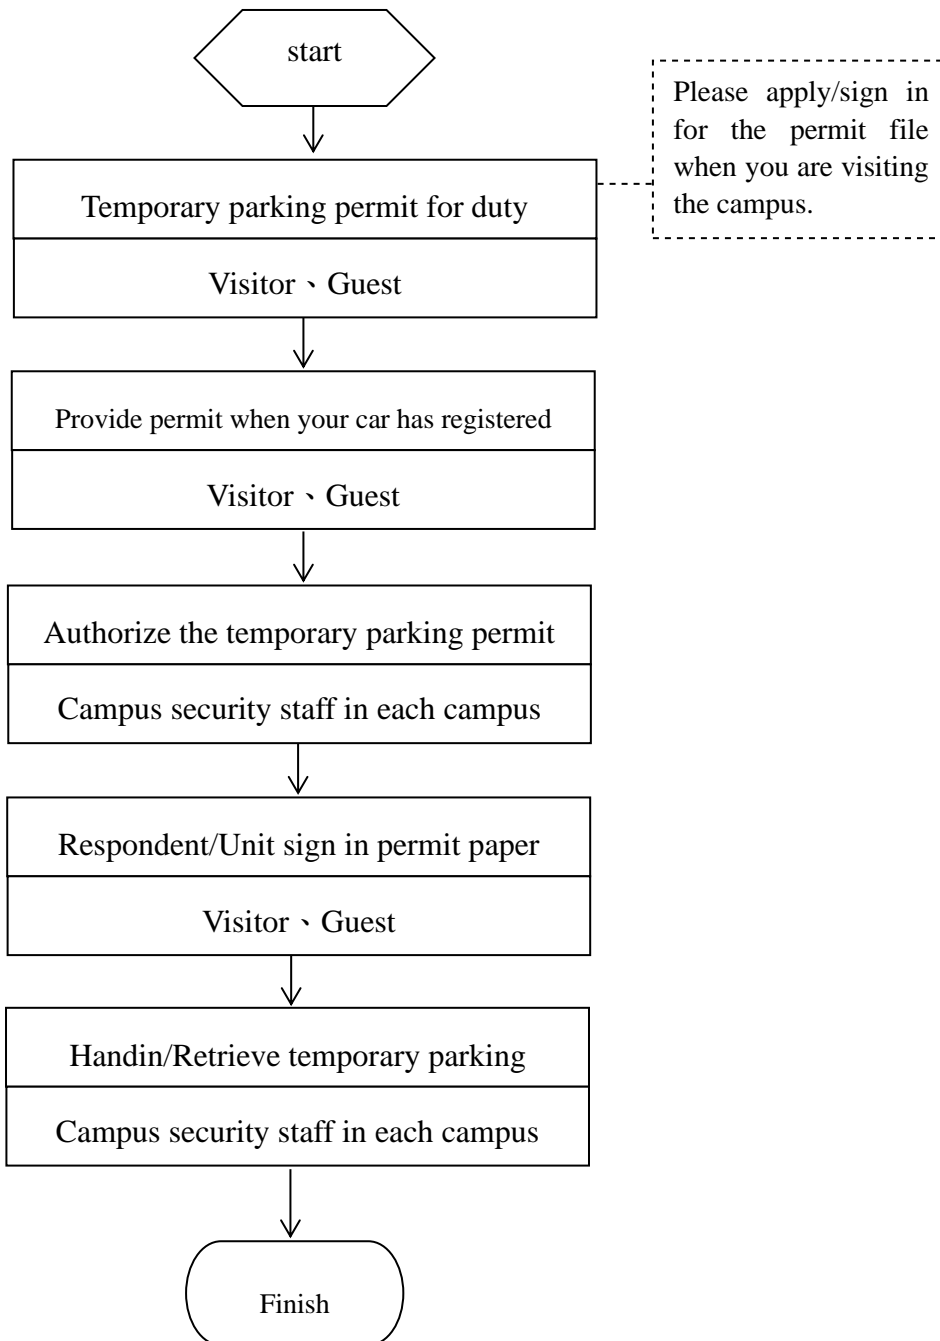 start
Please apply/sign in
for the permit file
when you are visiting
the campus.
Temporary parking permit for duty
Visitor、Guest
Provide permit when your car has registered
Visitor、Guest
Authorize the temporary parking permit
Campus security staff in each campus
Respondent/Unit sign in permit paper
Visitor、Guest
Handin/Retrieve temporary parking
Campus security staff in each campus
Finish